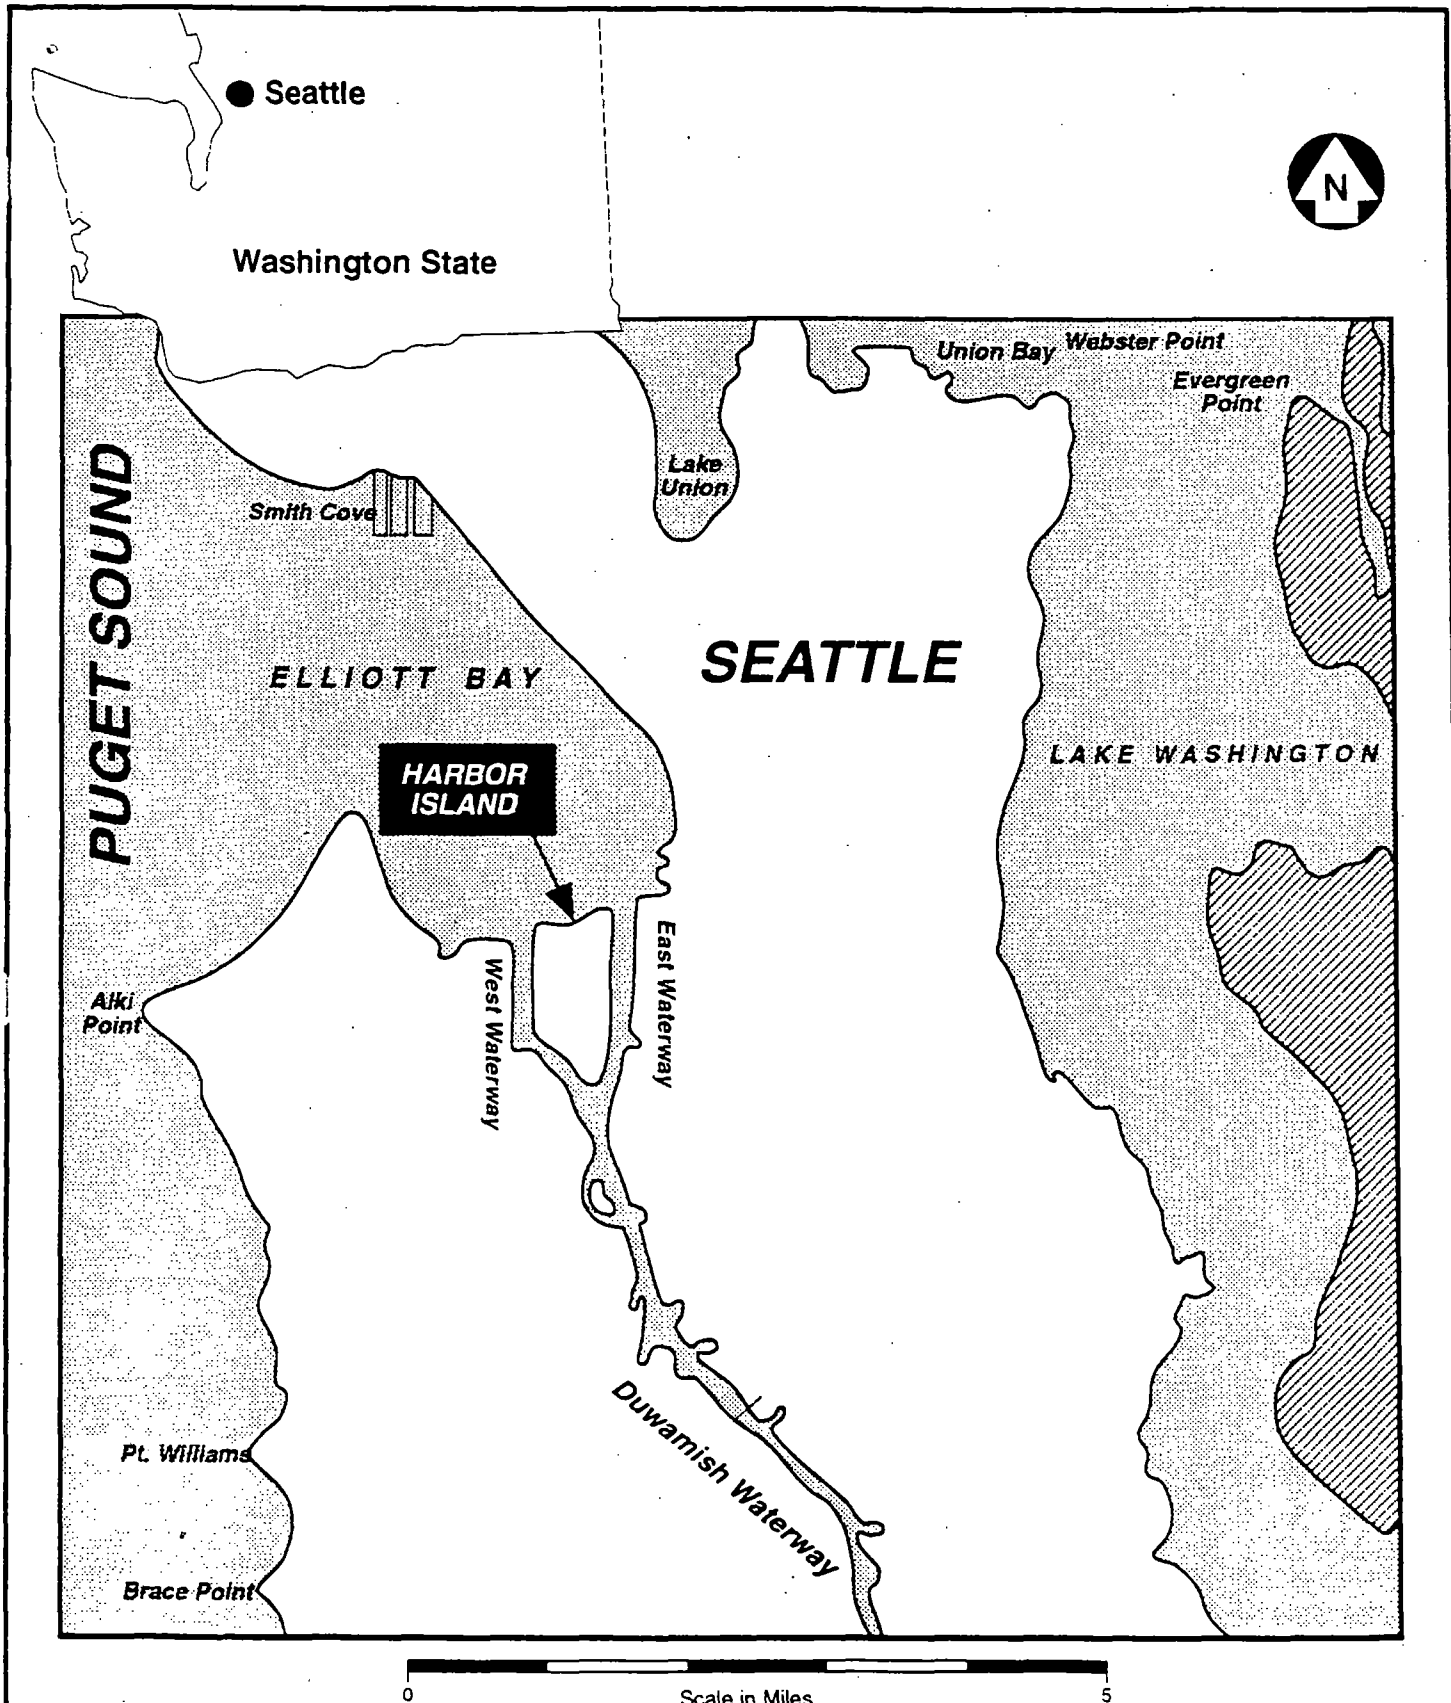 Seattle
N
Washington State
Union Bay
Webster Point
Evergreen
Point
Lake
Union
Smith Cove
PUGET SOUND
ELLIOTT BAY
SEATTLE
LAKE WASHINGTON
HARBOR
ISLAND
West Waterway
East Waterway
Alki
Point
Duwamish Waterway
Pt. Williams
Brace Point
0
Scale in Miles
5